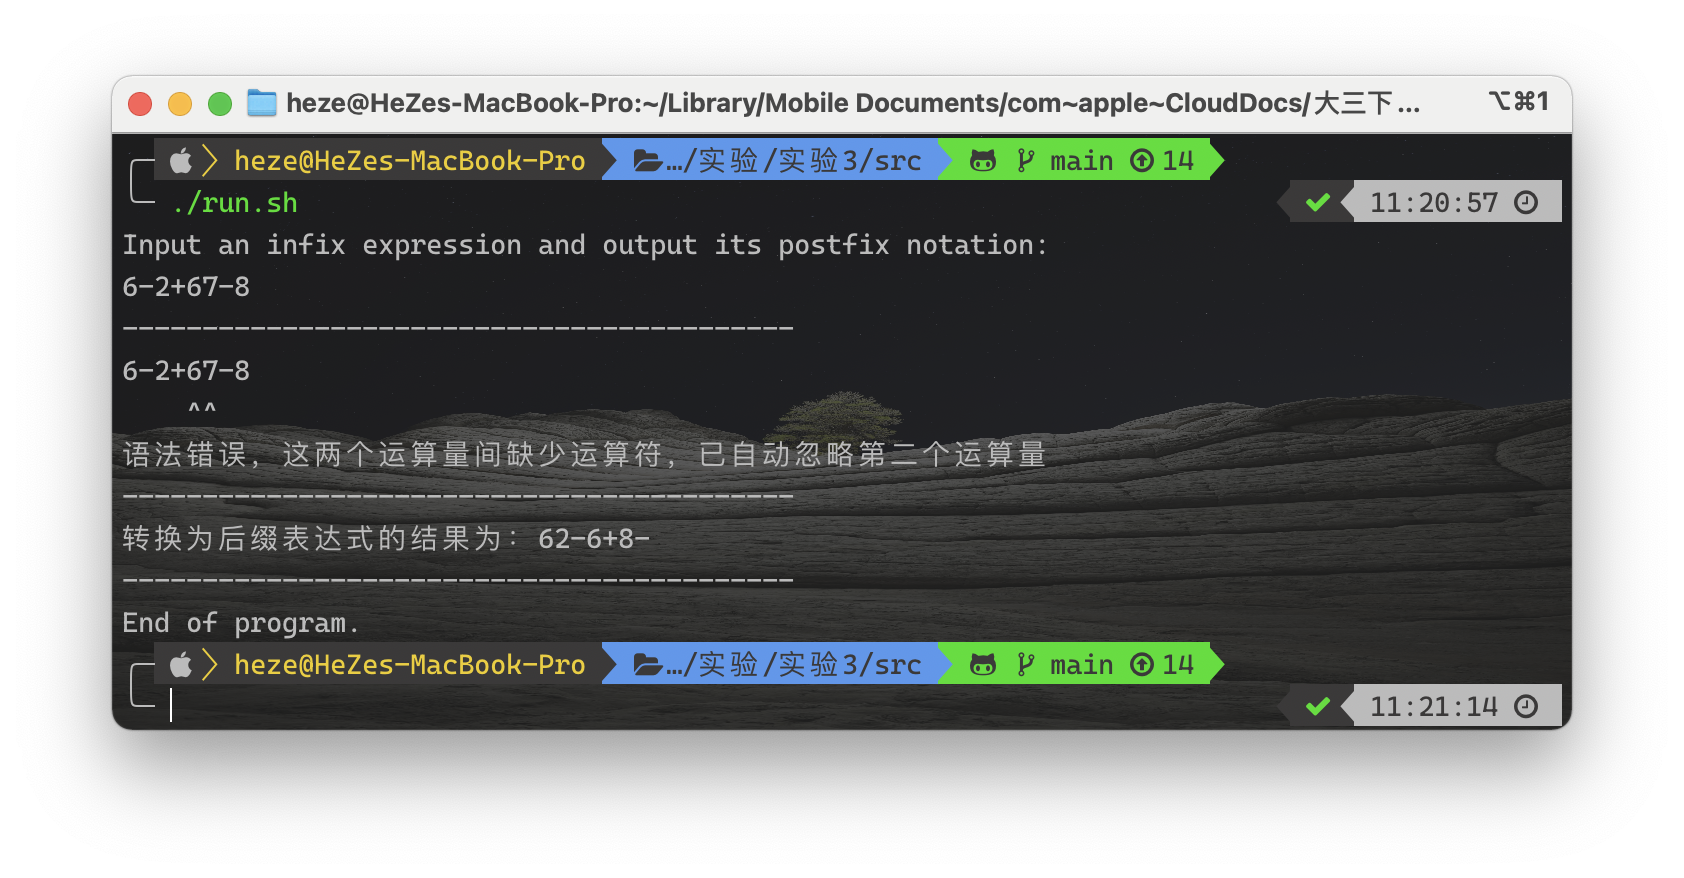 heze@HeZes-MacBook-Pro:~/Library/Mobile Documents/com~apple~CloudDocs/大三下... ⌥⌘1
heze@HeZes-MacBook-Pro …/实验/实验3/src main 14
./run.sh 11:20:57
Input an infix expression and output its postfix notation:
6-2+67-8
------------------------------------------
6-2+67-8
^^
语法错误，这两个运算量间缺少运算符，已自动忽略第二个运算量
------------------------------------------
转换为后缀表达式的结果为：62-6+8-
------------------------------------------
End of program.
heze@HeZes-MacBook-Pro …/实验/实验3/src main 14
11:21:14